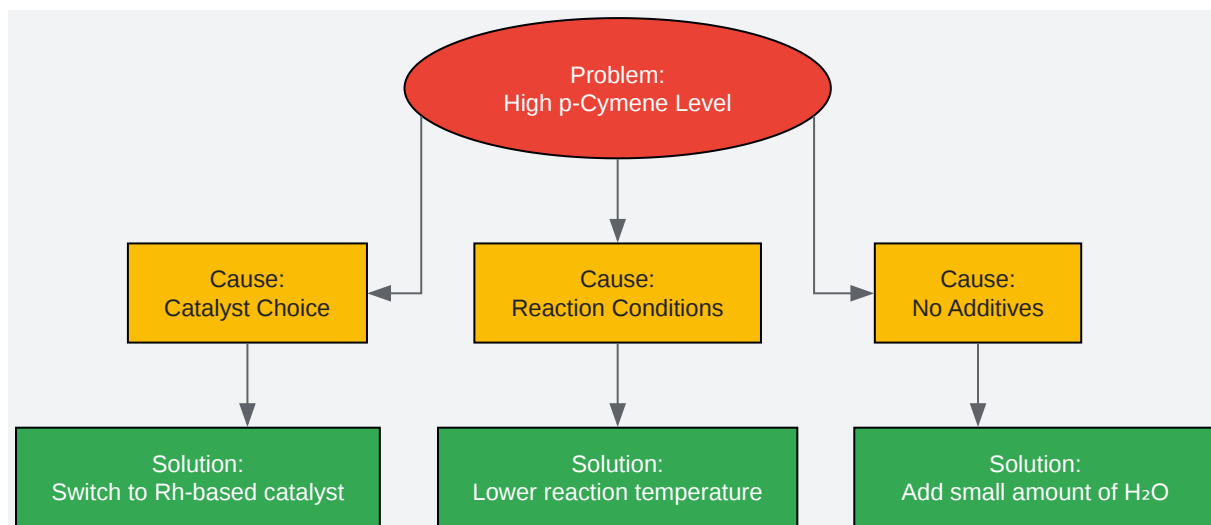 Problem:
High p-Cymene Level
Cause:
Catalyst Choice
Cause:
Reaction Conditions
Cause:
No Additives
Solution:
Switch to Rh-based catalyst
Solution:
Lower reaction temperature
Solution:
Add small amount of H₂O